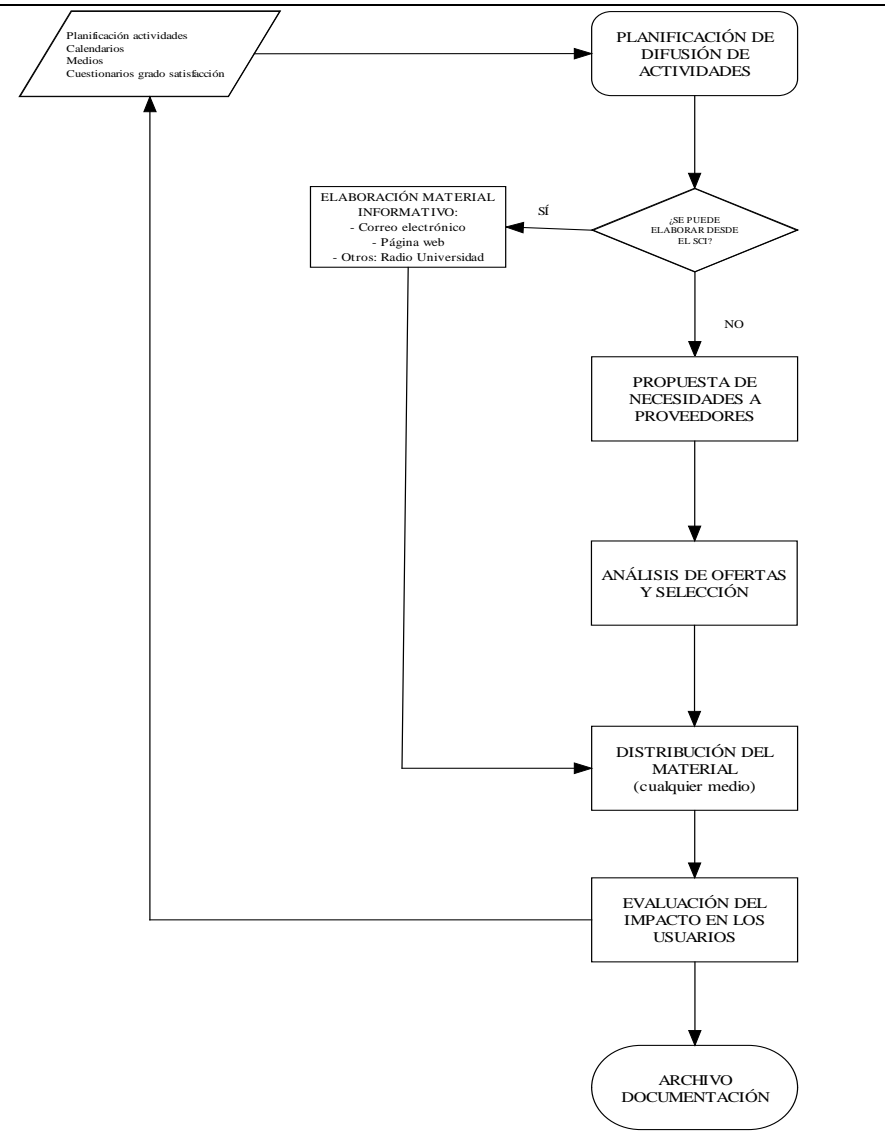 Planificación actividades
Calendarios
Medios
Cuestionarios grado satisfacción
PLANIFICACIÓN DE
DIFUSIÓN DE
ACTIVIDADES
ELABORACIÓN MATERIAL
INFORMATIVO:
- Correo electrónico
- Página web
- Otros: Radio Universidad
SÍ
¿SE PUEDE
ELABORAR DESDE
EL SCI?
NO
PROPUESTA DE
NECESIDADES A
PROVEEDORES
ANÁLISIS DE OFERTAS
Y SELECCIÓN
DISTRIBUCIÓN DEL
MATERIAL
(cualquier medio)
EVALUACIÓN DEL
IMPACTO EN LOS
USUARIOS
ARCHIVO
DOCUMENTACIÓN